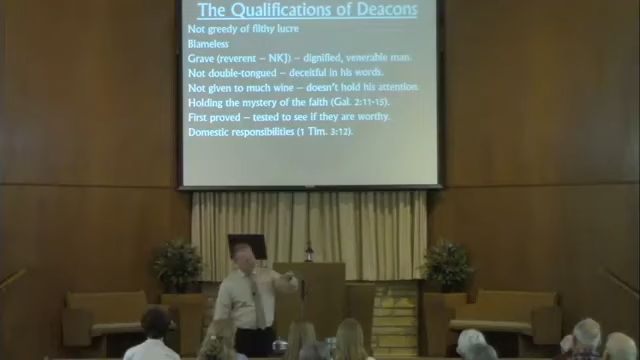 The Qualifications of Deacons
Not greedy of filthy lucre
Blameless
Grave (reverent – NKJ) – dignified, venerable man.
Not double-tongued – deceitful in his words.
Not given to much wine – doesn't hold his attention.
Holding the mystery of the faith (Gal. 2:11-13).
First proved – tested to see if they are worthy.
Domestic responsibilities (1 Tim. 3:12).